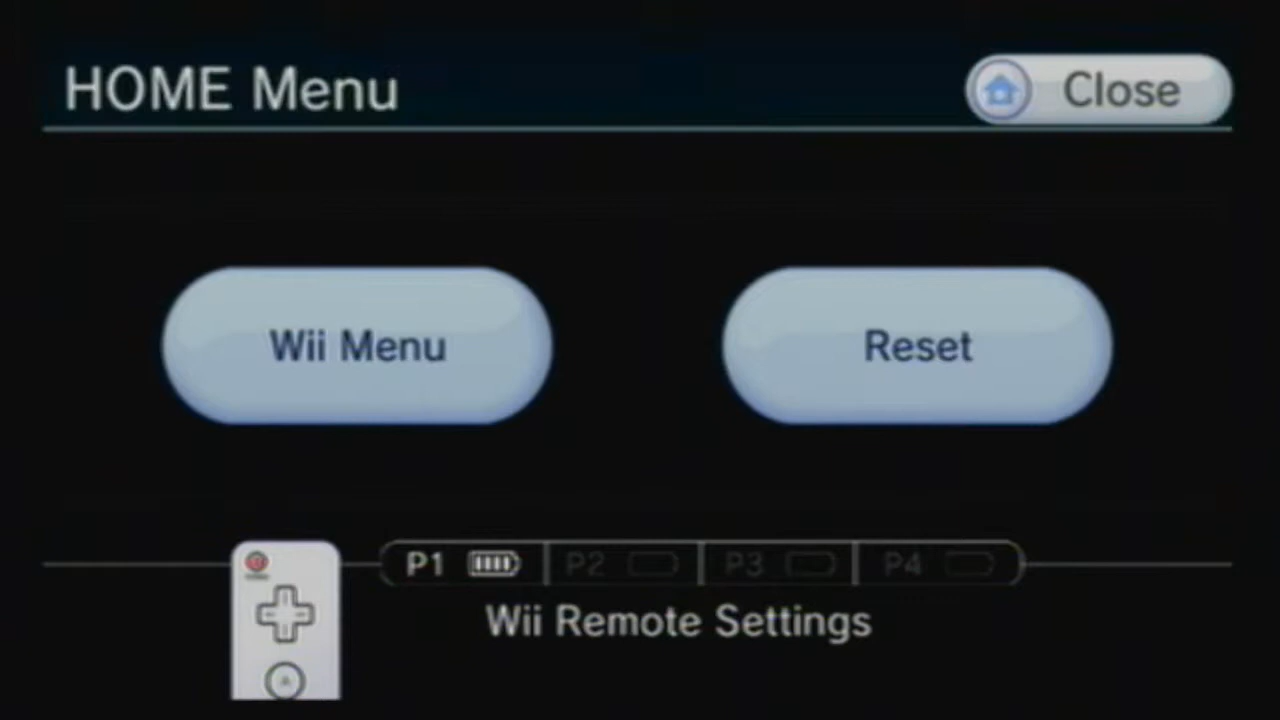 HOME Menu
Close
Wii Menu
Reset
P1 P2 P3 P4
Wii Remote Settings